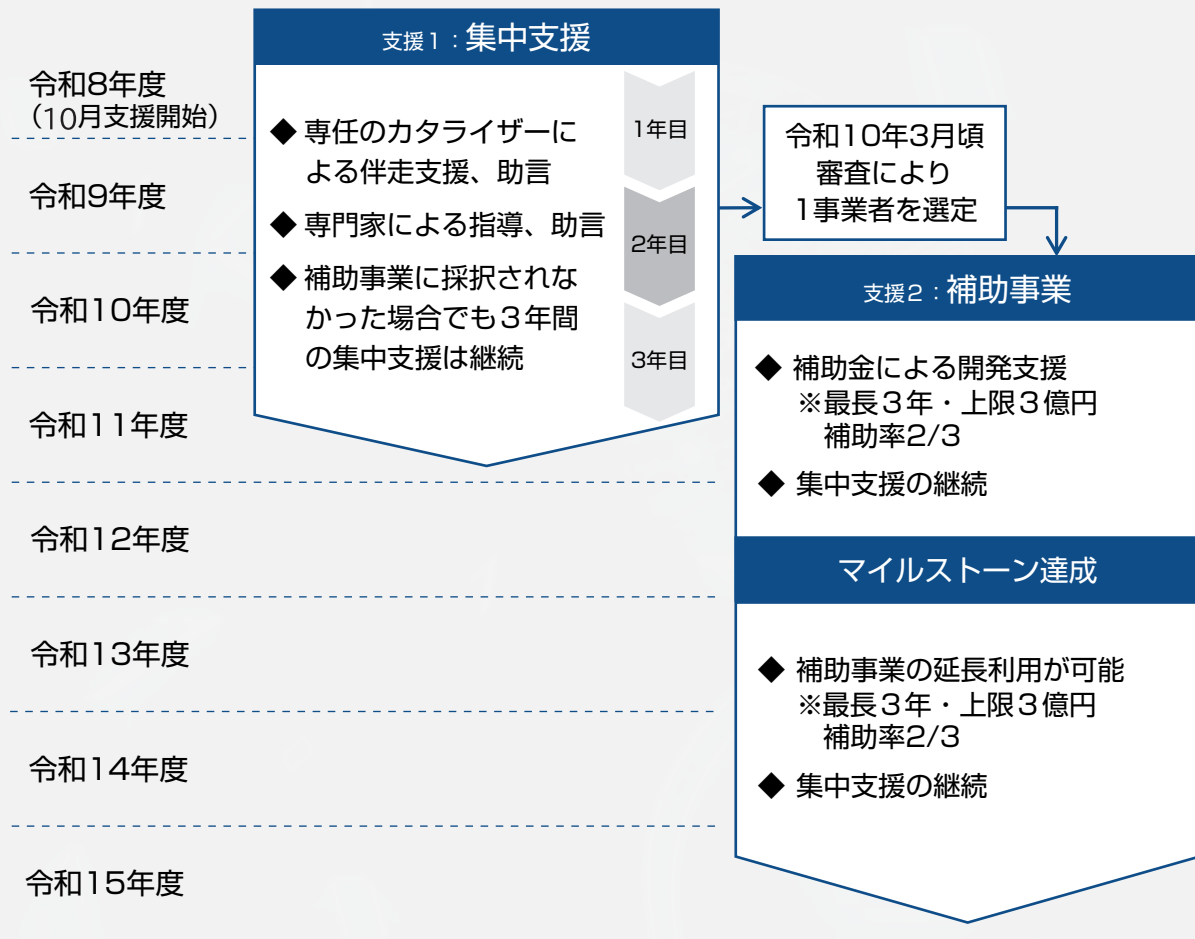 令和8年度
（10月支援開始）
令和9年度
令和10年度
令和11年度
令和12年度
令和13年度
令和14年度
令和15年度
支援１：集中支援
◆ 専任のカタライザーに
よる伴走支援、助言
◆ 専門家による指導、助言
◆ 補助事業に採択されな
かった場合でも３年間
の集中支援は継続
1年目
2年目
3年目
令和10年3月頃
審査により
1事業者を選定
支援２：補助事業
◆ 補助金による開発支援
※最長３年・上限３億円
補助率2/3
◆ 集中支援の継続
マイルストーン達成
◆ 補助事業の延長利用が可能
※最長３年・上限３億円
補助率2/3
◆ 集中支援の継続